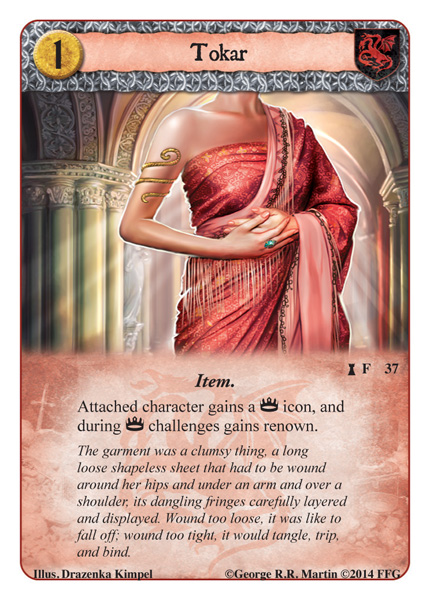 1
Tokar
F 37
Item.
Attached character gains a icon, and
during challenges gains renown.
The garment was a clumsy thing, a long
loose shapeless sheet that had to be wound
around her hips and under an arm and over a
shoulder, its dangling fringes carefully layered
and displayed. Wound too loose, it was like to
fall off; wound too tight, it would tangle, trip,
and bind.
Illus. Drazenka Kimpel ©George R.R. Martin ©2014 FFG